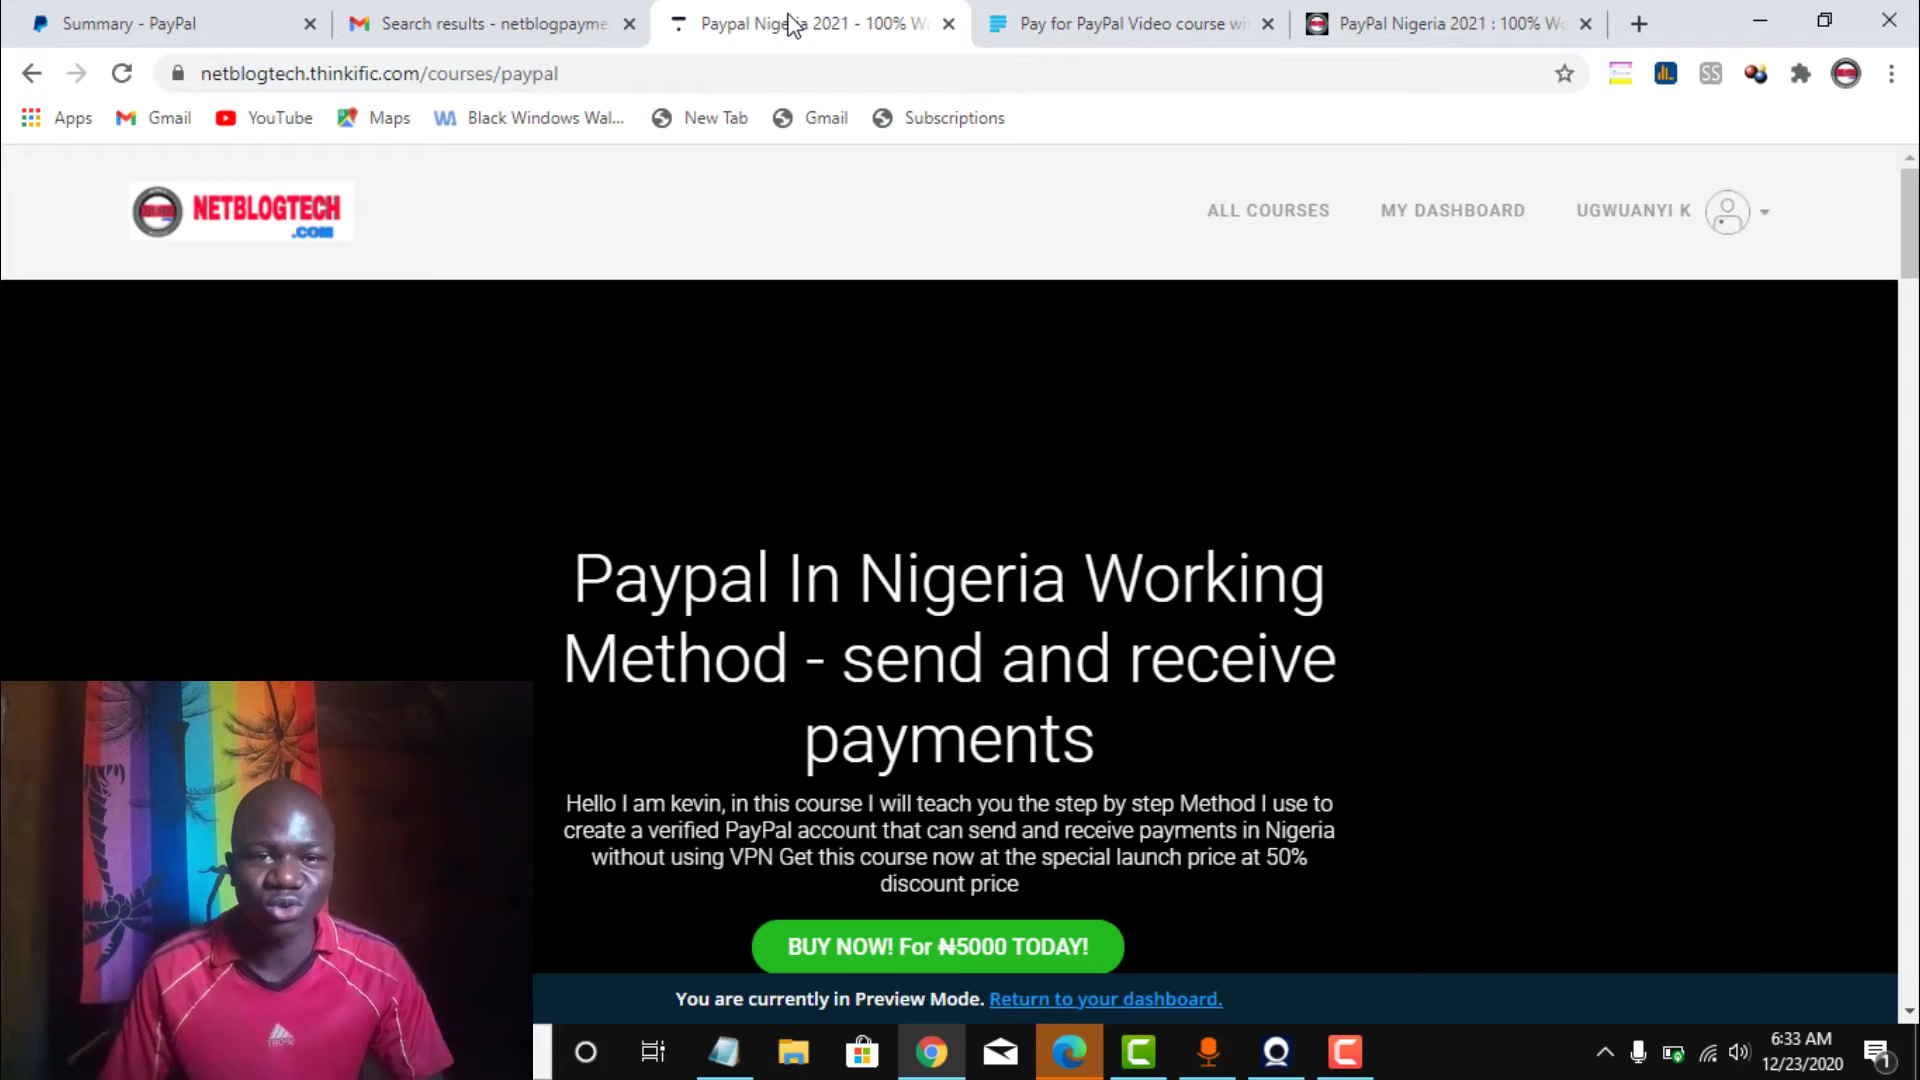 Summary - PayPal
Search results - netblogpayme
Paypal Nigeria 2021 - 100% W
Pay for PayPal Video course wi
PayPal Nigeria 2021 : 100% Wo
netblogtech.thinkific.com/courses/paypal
SS
Apps
Gmail
YouTube
Maps
Black Windows Wal...
New Tab
Gmail
Subscriptions
NETBLOGTECH
.COM
ALL COURSES
MY DASHBOARD
UGWUANYI K
Paypal In Nigeria Working
Method - send and receive
payments
Hello I am kevin, in this course I will teach you the step by step Method I use to
create a verified PayPal account that can send and receive payments in Nigeria
without using VPN Get this course now at the special launch price at 50%
discount price
BUY NOW! For ₦5000 TODAY!
You are currently in Preview Mode. Return to your dashboard.
6:33 AM
12/23/2020
1